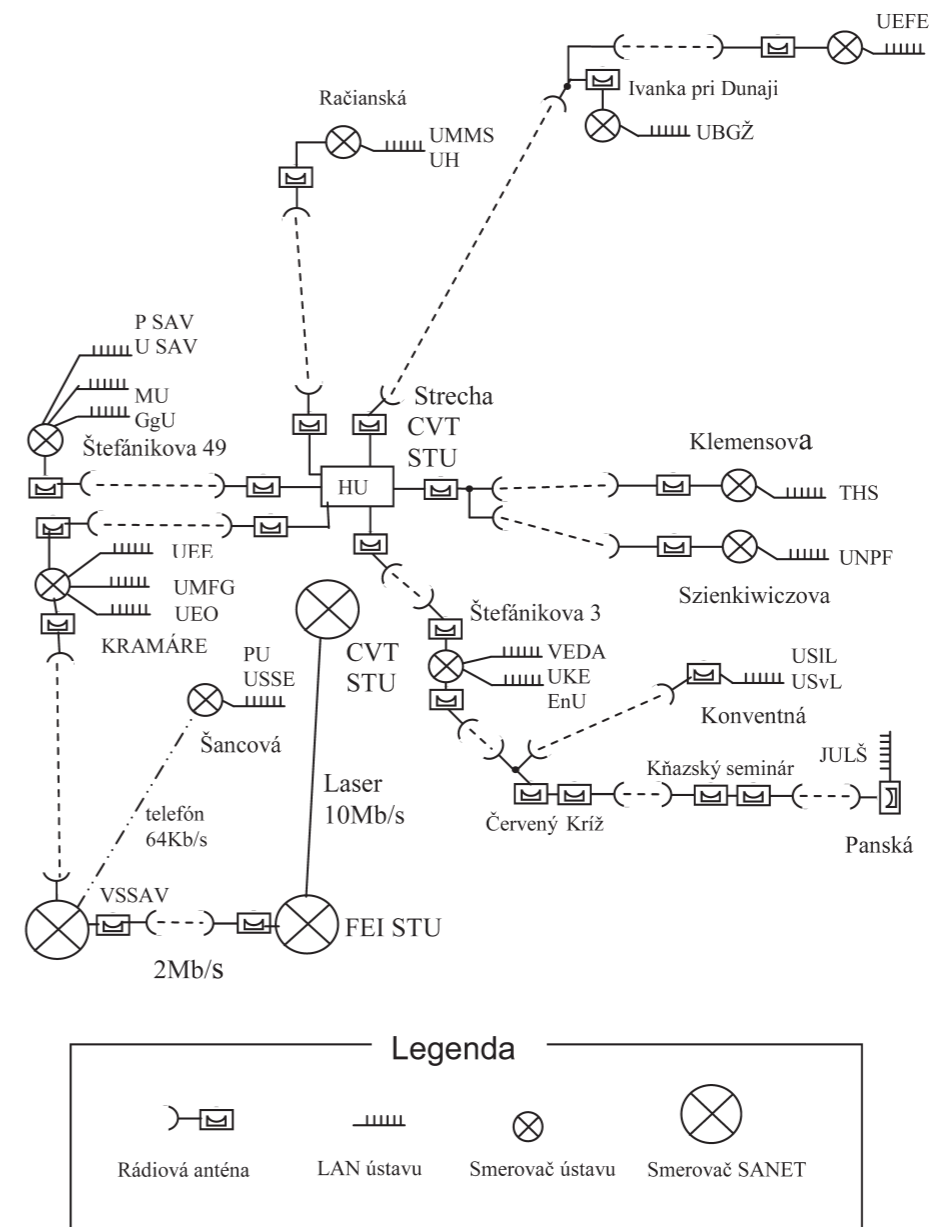 UEFE
Ivanka pri Dunaji
UBGŽ
Račianská
UMMS
UH
P SAV
U SAV
MU
GgU
Štefánikova 49
Strecha
CVT
STU
HU
Klemensova
THS
UNPF
Szienkiwiczova
UEE
UMFG
UEO
KRAMÁRE
CVT
STU
Štefánikova 3
VEDA
UKE
EnU
PU
USSE
Šancová
USlL
USvL
Konventná
Laser
10Mb/s
telefón
64Kb/s
Červený Kríž
Kňazský seminár
JULŠ
Panská
VSSAV
FEI STU
2Mb/s
Legenda
Rádiová anténa
LAN ústavu
Smerovač ústavu
Smerovač SANET